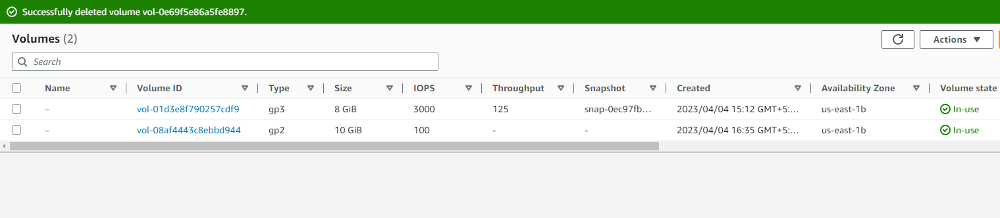 Successfully deleted volume vol-0e69f5e86a5fe8897.
Volumes (2)
Actions
Search
Name Volume ID Type Size IOPS Throughput Snapshot Created Availability Zone Volume state
– vol-01d3e8f790257cdf9 gp3 8 GiB 3000 125 snap-0ec97fb... 2023/04/04 15:12 GMT+5:... us-east-1b In-use
– vol-08af4443c8ebbd944 gp2 10 GiB 100 - - 2023/04/04 16:35 GMT+5:... us-east-1b In-use